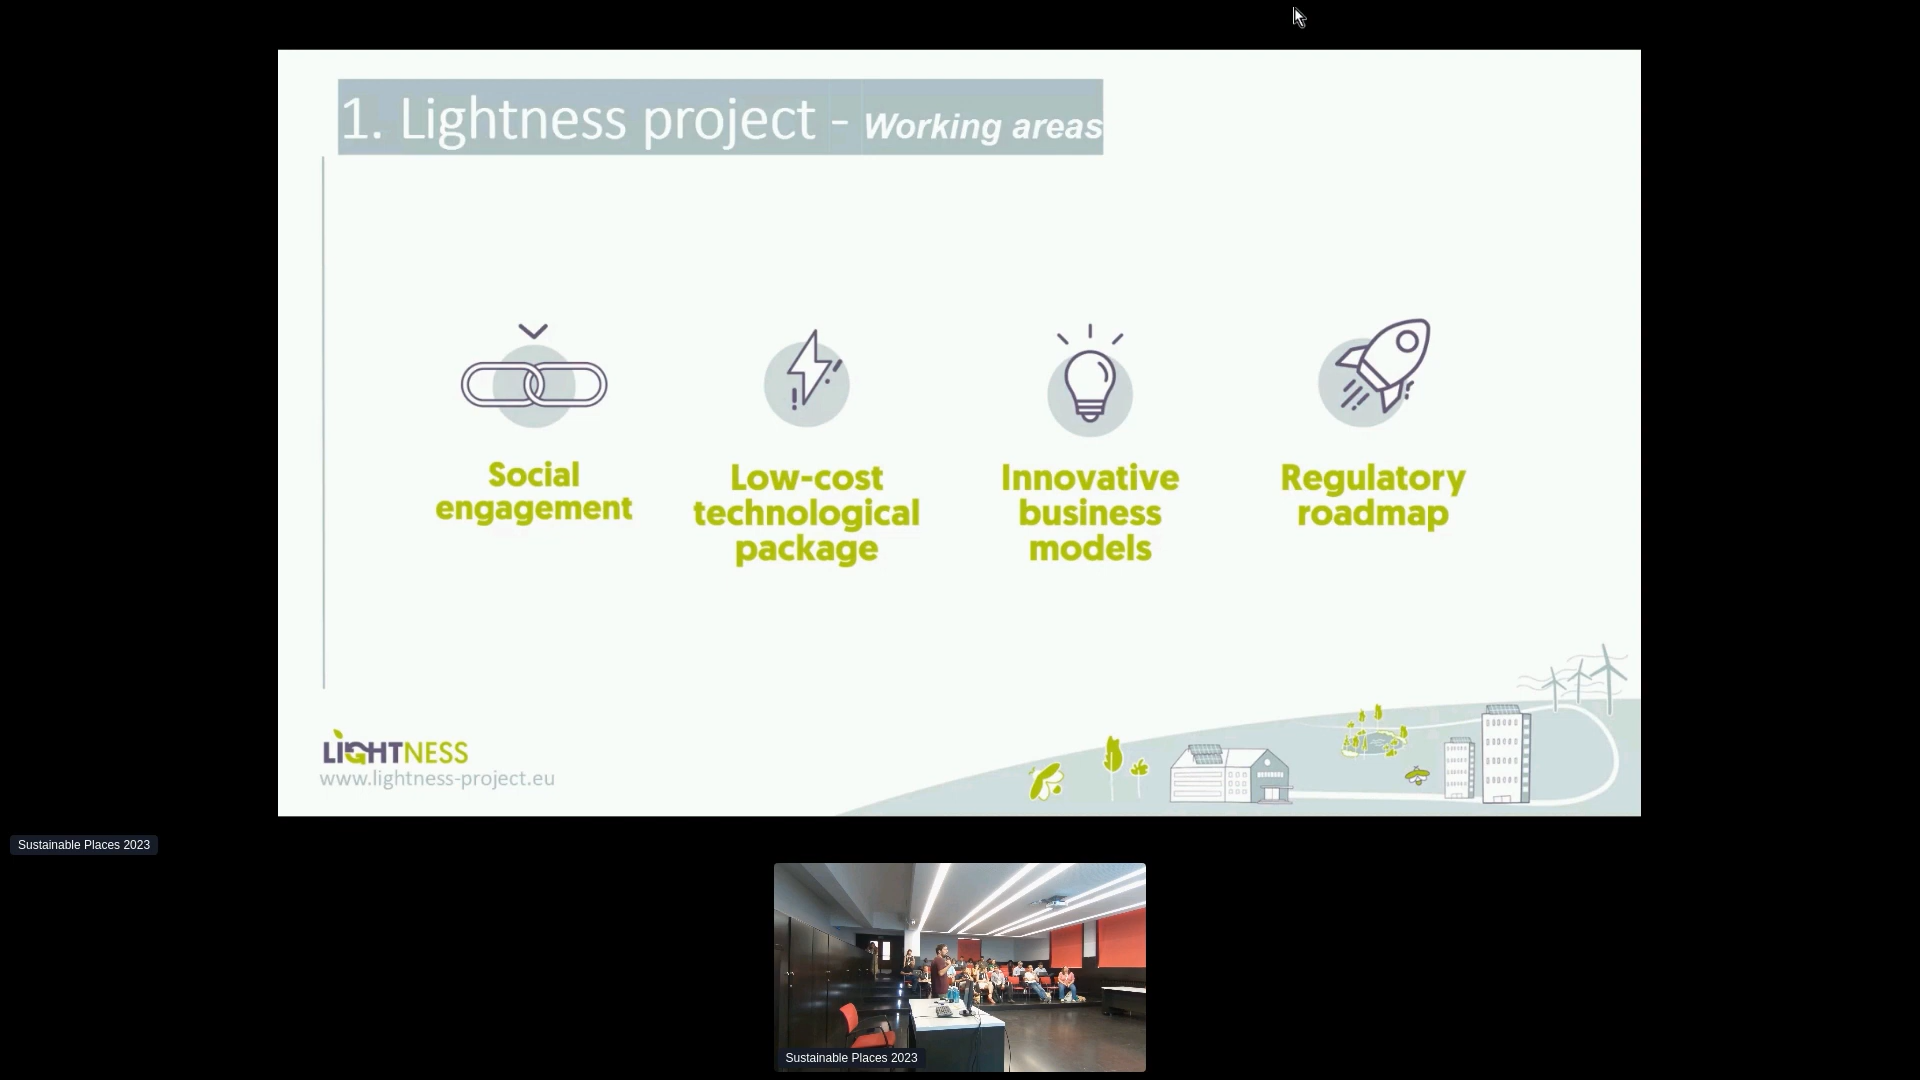 1. Lightness project - Working areas
Social
engagement
Low-cost
technological
package
Innovative
business
models
Regulatory
roadmap
LIGHTNESS
www.lightness-project.eu
Sustainable Places 2023
Sustainable Places 2023